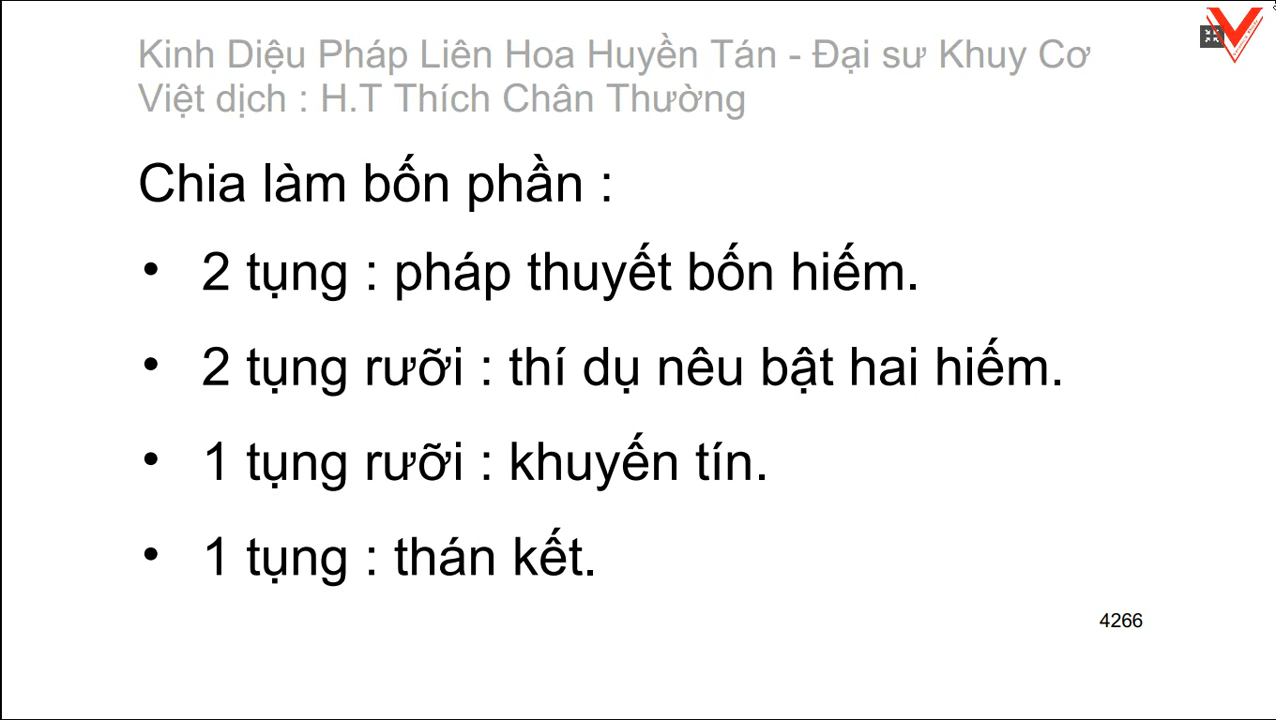 Kinh Diệu Pháp Liên Hoa Huyền Tán - Đại sư Khuy Cơ
Việt dịch : H.T Thích Chân Thường
Chia làm bốn phần :
• 2 tụng : pháp thuyết bốn hiếm.
• 2 tụng rưỡi : thí dụ nêu bật hai hiếm.
• 1 tụng rưỡi : khuyến tín.
• 1 tụng : thán kết.
4266